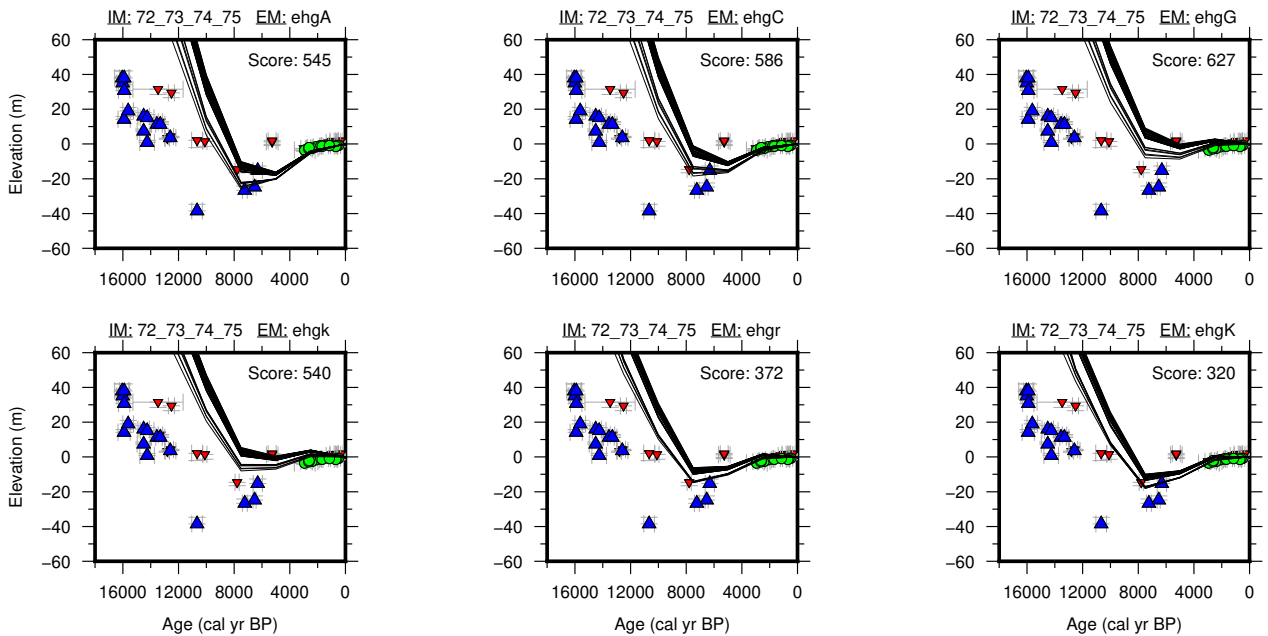 IM: 72_73_74_75 EM: ehgA
IM: 72_73_74_75 EM: ehgC
IM: 72_73_74_75 EM: ehgG
Score: 545
Score: 586
Score: 627
Elevation (m)
60
40
20
0
−20
−40
−60
16000 12000 8000 4000 0
60
40
20
0
−20
−40
−60
16000 12000 8000 4000 0
60
40
20
0
−20
−40
−60
16000 12000 8000 4000 0
IM: 72_73_74_75 EM: ehgk
IM: 72_73_74_75 EM: ehgr
IM: 72_73_74_75 EM: ehgK
Score: 540
Score: 372
Score: 320
Elevation (m)
60
40
20
0
−20
−40
−60
16000 12000 8000 4000 0
Age (cal yr BP)
60
40
20
0
−20
−40
−60
16000 12000 8000 4000 0
Age (cal yr BP)
60
40
20
0
−20
−40
−60
16000 12000 8000 4000 0
Age (cal yr BP)